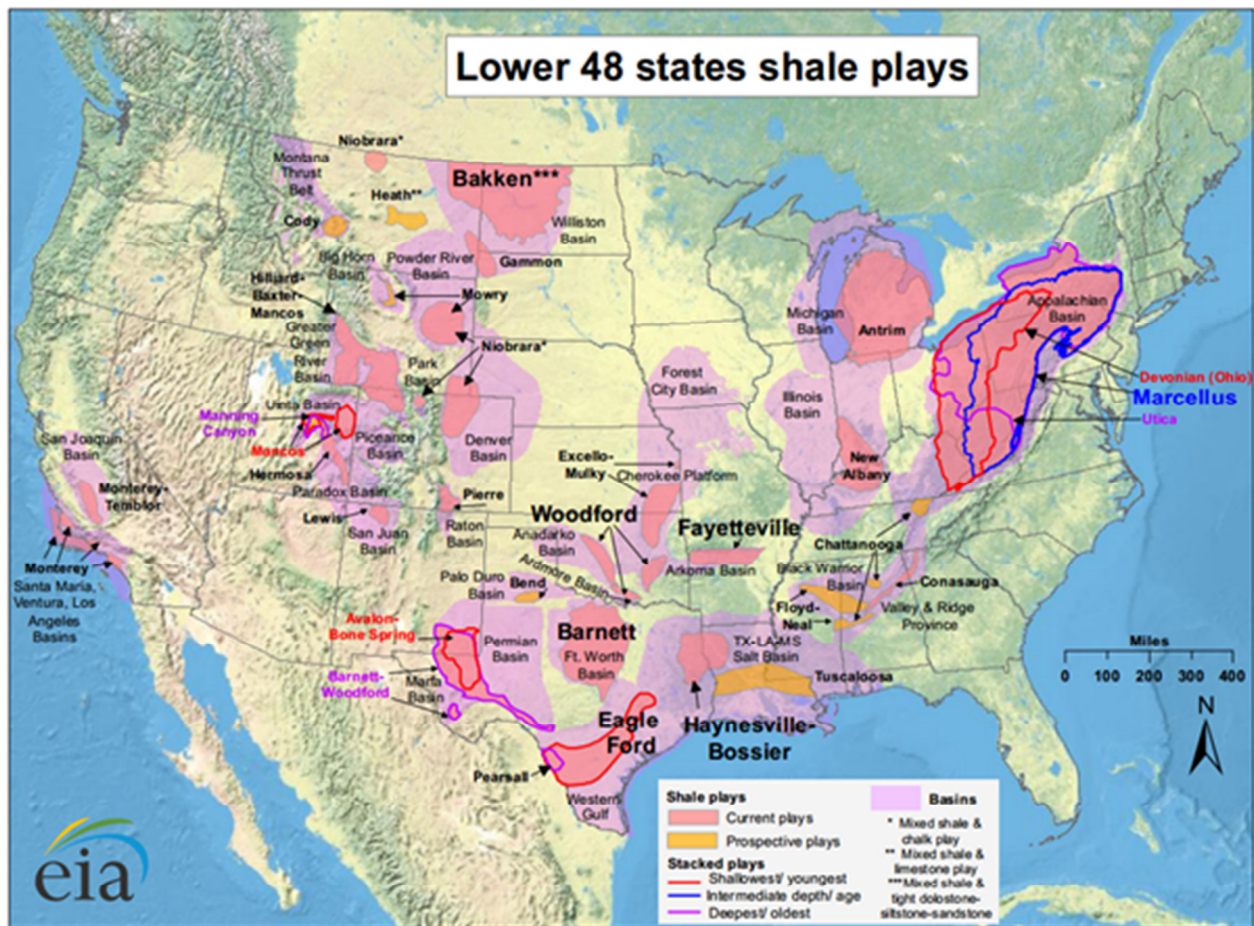 Lower 48 states shale plays
Niobrara*
Montana
Thrust
Belt
Bakken***
Heath**
Cody
Williston
Basin
Big Horn
Basin
Powder River
Basin
Gammon
Hilliard-
Baxter-
Mancos
Mowry
Greater
Green
River
Basin
Park
Basin
Niobrara*
Michigan
Basin
Antrim
Appalachian
Basin
Forest
City Basin
Illinois
Basin
Devonian (Ohio)
Marcellus
Utica
Uinta Basin
Manning
Canyon
Mancos
Piceance
Basin
Denver
Basin
San Joaquin
Basin
Hermosa
Paradox Basin
Excello-
Mulky
Cherokee Platform
New
Albany
Monterey-
Temblor
Lewis
San Juan
Basin
Pierre
Raton
Basin
Woodford
Anadarko
Basin
Ardmore Basin
Fayetteville
Arkoma Basin
Chattanooga
Black Warrior
Basin
Conasauga
Monterey
Santa Maria,
Ventura, Los
Angeles
Basins
Palo Duro
Basin
Bend
Floyd-
Neal
Valley & Ridge
Province
Avalon-
Bone Spring
Permian
Basin
Barnett
Ft. Worth
Basin
TX-LA-MS
Salt Basin
Tuscaloosa
Barnett-
Woodford
Marfa
Basin
Eagle
Ford
Haynesville-
Bossier
Pearsall
Western
Gulf
Miles
0 100 200 300 400
N
Shale plays
Current plays
Prospective plays
Stacked plays
Shallowest/ youngest
Intermediate depth/ age
Deepest/ oldest
Basins
* Mixed shale &
chalk play
** Mixed shale &
limestone play
***Mixed shale &
tight dolostone-
siltstone-sandstone
eia